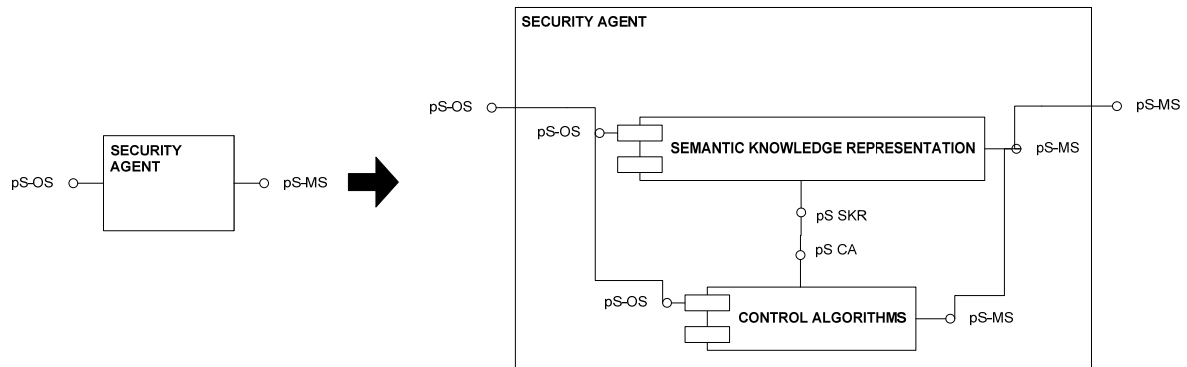 SECURITY AGENT
pS-OS
pS-MS
pS-OS
SEMANTIC KNOWLEDGE REPRESENTATION
pS-MS
SECURITY
AGENT
pS-OS
pS-MS
pS SKR
pS CA
pS-OS
CONTROL ALGORITHMS
pS-MS